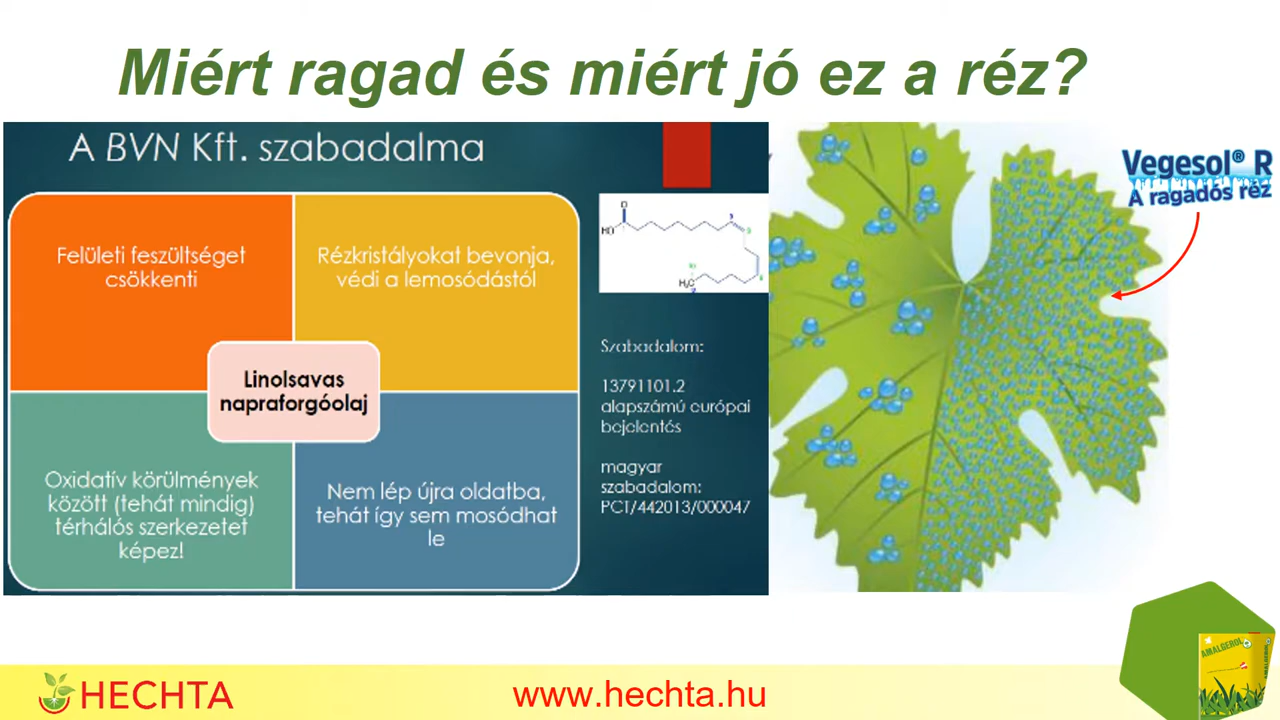 Miért ragad és miért jó ez a réz?
A BVN Kft. szabadalma
Felületi feszültséget
csökkenti
Rézkristályokat bevonja,
védi a lemosódástól
Linolsavas
napraforgóolaj
Oxidatív körülmények
között (tehát mindig)
térhálós szerkezetet
képez!
Nem lép újra oldatba,
tehát így sem mosódhat
le
O
HO
H₃C
Szabadalom:
13791101.2
alapszámú európai
bejelentés
magyar
szabadalom:
PCT/442013/000047
Vegesol® R
A ragadós réz
AMALGEROL
HECHTA
www.hechta.hu